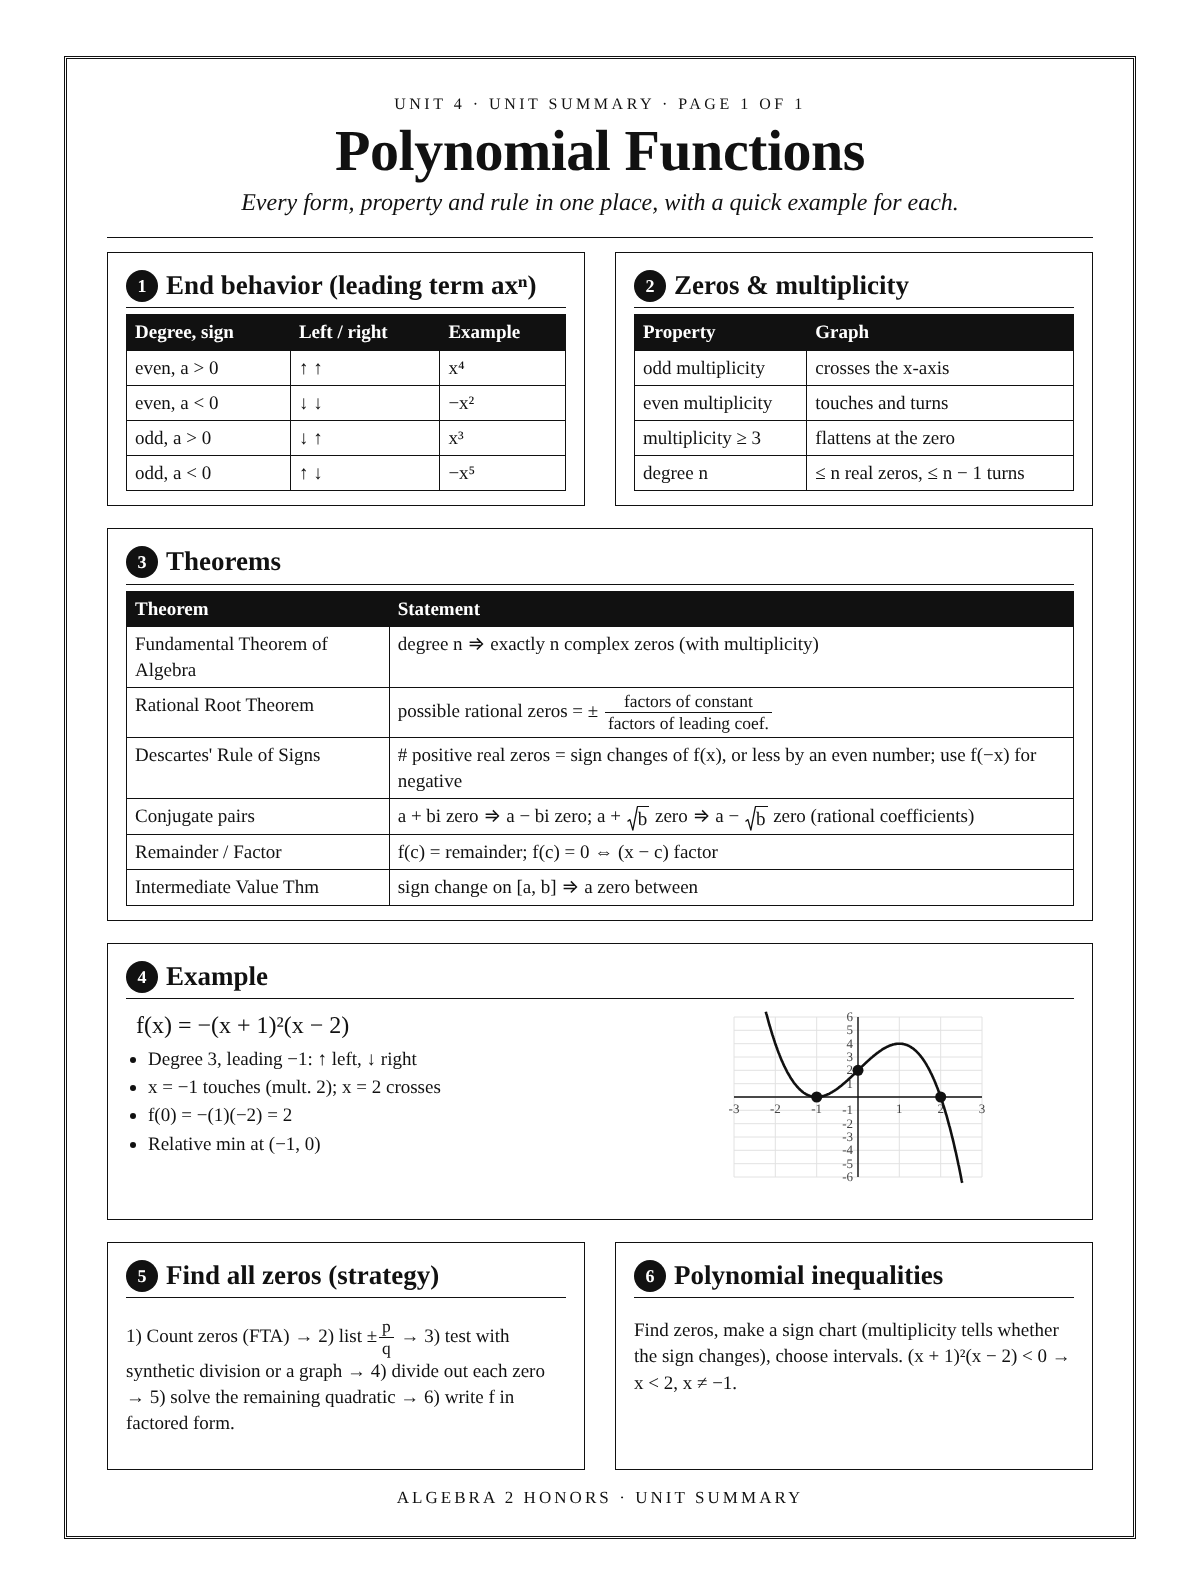 UNIT 4 · UNIT SUMMARY · PAGE 1 OF 1
Polynomial Functions
Every form, property and rule in one place, with a quick example for each.
1 End behavior (leading term axⁿ)
Degree, sign Left / right Example
even, a > 0 ↑ ↑ x⁴
even, a < 0 ↓ ↓ −x²
odd, a > 0 ↓ ↑ x³
odd, a < 0 ↑ ↓ −x⁵
2 Zeros & multiplicity
Property Graph
odd multiplicity crosses the x-axis
even multiplicity touches and turns
multiplicity ≥ 3 flattens at the zero
degree n ≤ n real zeros, ≤ n − 1 turns
3 Theorems
Theorem Statement
Fundamental Theorem of
Algebra
degree n ⇒ exactly n complex zeros (with multiplicity)
Rational Root Theorem
possible rational zeros = ± factors of constant
factors of leading coef.
Descartes' Rule of Signs
# positive real zeros = sign changes of f(x), or less by an even number; use f(−x) for
negative
Conjugate pairs a + bi zero ⇒ a − bi zero; a + √b zero ⇒ a − √b zero (rational coefficients)
Remainder / Factor f(c) = remainder; f(c) = 0 ⇔ (x − c) factor
Intermediate Value Thm sign change on [a, b] ⇒ a zero between
4 Example
f(x) = −(x + 1)²(x − 2)
• Degree 3, leading −1: ↑ left, ↓ right
• x = −1 touches (mult. 2); x = 2 crosses
• f(0) = −(1)(−2) = 2
• Relative min at (−1, 0)
6
5
4
3
2
1
-3 -2 -1 1 2 3
-1
-2
-3
-4
-5
-6
5 Find all zeros (strategy)
1) Count zeros (FTA) → 2) list ±p/q → 3) test with
synthetic division or a graph → 4) divide out each zero
→ 5) solve the remaining quadratic → 6) write f in
factored form.
6 Polynomial inequalities
Find zeros, make a sign chart (multiplicity tells whether
the sign changes), choose intervals. (x + 1)²(x − 2) < 0 →
x < 2, x ≠ −1.
ALGEBRA 2 HONORS · UNIT SUMMARY